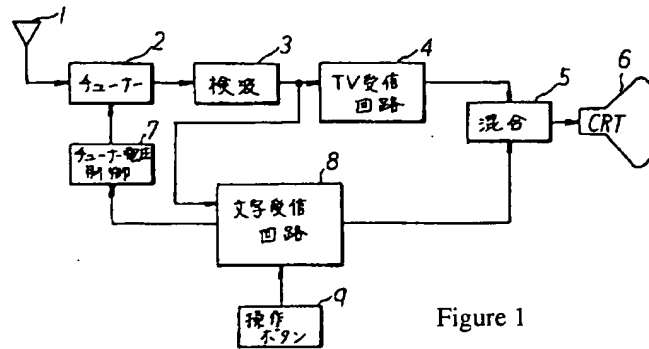 1
2
チューナー
3
検波
4
TV受信
回路
5
混合
6
CRT
7
チューナー電圧
制御
8
文字受信
回路
9
操作
ボタン
Figure 1